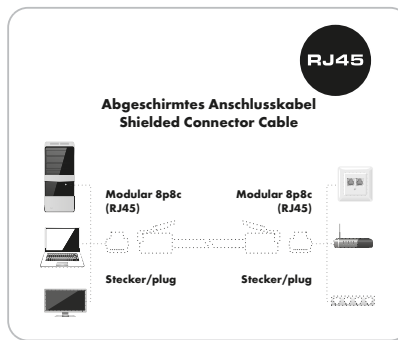 RJ45
Abgeschirmtes Anschlusskabel
Shielded Connector Cable
Modular 8p8c
(RJ45)
Modular 8p8c
(RJ45)
Stecker/plug
Stecker/plug